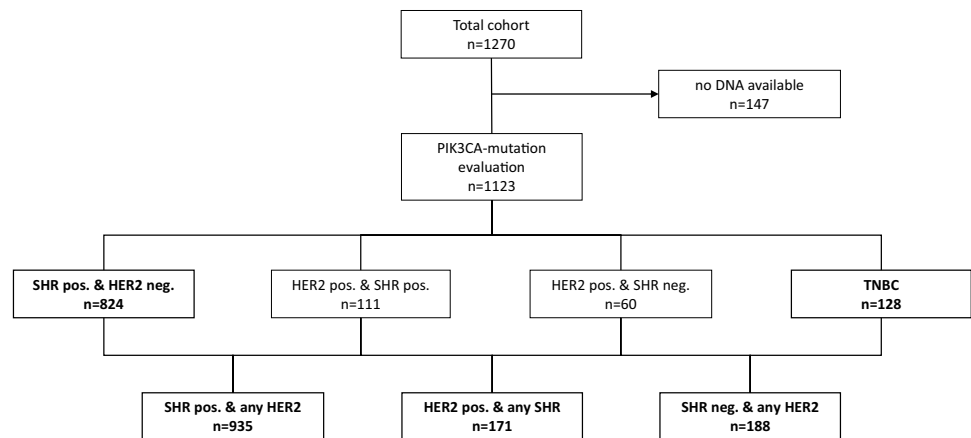 Total cohort
n=1270
no DNA available
n=147
PIK3CA-mutation
evaluation
n=1123
SHR pos. & HER2 neg.
n=824
HER2 pos. & SHR pos.
n=111
HER2 pos. & SHR neg.
n=60
TNBC
n=128
SHR pos. & any HER2
n=935
HER2 pos. & any SHR
n=171
SHR neg. & any HER2
n=188